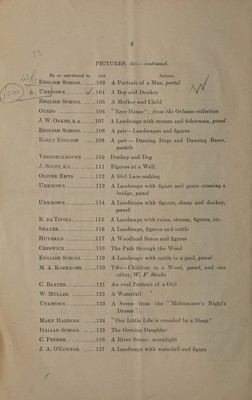 8
PICTURES, &c.—continued.
By or attributed to LOT Subject.
ENGLISH SCHOOL ......103 A Portrait of a Man, pastel
UNKNOWN ......104 A Boy and Donkey
ENGLISH SCHOOL ......105 A Mother and Child
GUIDO ......106 "Ecce Homo"; from the Orleans collection
J. W. OAKES, R.A. ......107 A Landscape with stream and fisherman, panel
ENGLISH SCHOOL ......108 A pair—Landscapes and figures
EARLY ENGLISH ......109 A pair— Dancing Dogs and Dancing Bears, pastels
VERBOECKHOVEN ......110 Donkey and Dog
J. SCOTT, R.A. ......111 Figures at a Well
OLIVER RHYS ......112 A Girl Lace-making
UNKNOWN ......113 A Landscape with figure and goats crossing a
bridge, panel
UNKNOWN ......114 A Landscape with figures, sheep and donkey,
panel
R. DA TIVOLI ......115 A Landscape with ruins, stream, figures, etc.
SHAYER ......116 A Landscape, figures and cattle
HUYSMAN ......117 A Woodland Scene and figures
CRESWICK ......118 The Path through the Wood
ENGLISH SCHOOL ......119 A Landscape with cattle in a pool, panel
M. A. KOEKKOEK ......120 Two—Children in a Wood, panel, and one
other, W. F. Steele
C. BAXTER ......121 An oval Portrait of a Girl
W. MÜLLER ......122 A Waterfall
UNKNOWN ......123 A Scene from the "Midsummer's Night's
Dream"
MARY HARDING ......124 "Our Little Life is rounded by a Sleep"
ITALIAN SCHOOL ......125 The Grecian Daughter
C. PETHER ......126 A River Scene: moonlight
J. A. O'CONNOR ......127 A Landscape with waterfall and figure